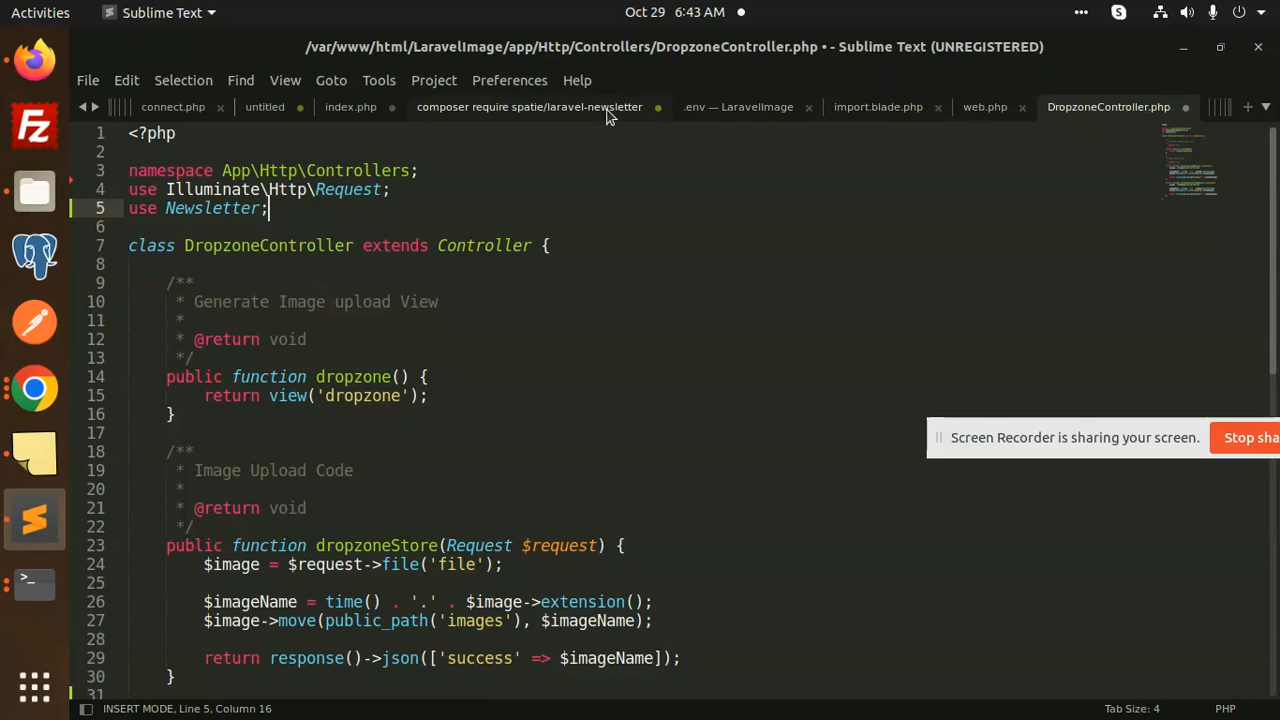 Activities
Sublime Text
Oct 29 6:43 AM
/var/www/html/LaravelImage/app/Http/Controllers/DropzoneController.php • - Sublime Text (UNREGISTERED)
File Edit Selection Find View Goto Tools Project Preferences Help
connect.php untitled index.php composer require spatie/laravel-newsletter .env — LaravelImage import.blade.php web.php DropzoneController.php
1 <?php
2
3 namespace App\Http\Controllers;
4 use Illuminate\Http\Request;
5 use Newsletter;
6
7 class DropzoneController extends Controller {
8
9 /**
10 * Generate Image upload View
11 *
12 * @return void
13 */
14 public function dropzone() {
15 return view('dropzone');
16 }
17
18 /**
19 * Image Upload Code
20 *
21 * @return void
22 */
23 public function dropzoneStore(Request $request) {
24 $image = $request->file('file');
25
26 $imageName = time() . '.' . $image->extension();
27 $image->move(public_path('images'), $imageName);
28
29 return response()->json(['success' => $imageName]);
30 }
31
Screen Recorder is sharing your screen. Stop sha
INSERT MODE, Line 5, Column 16
Tab Size: 4
PHP